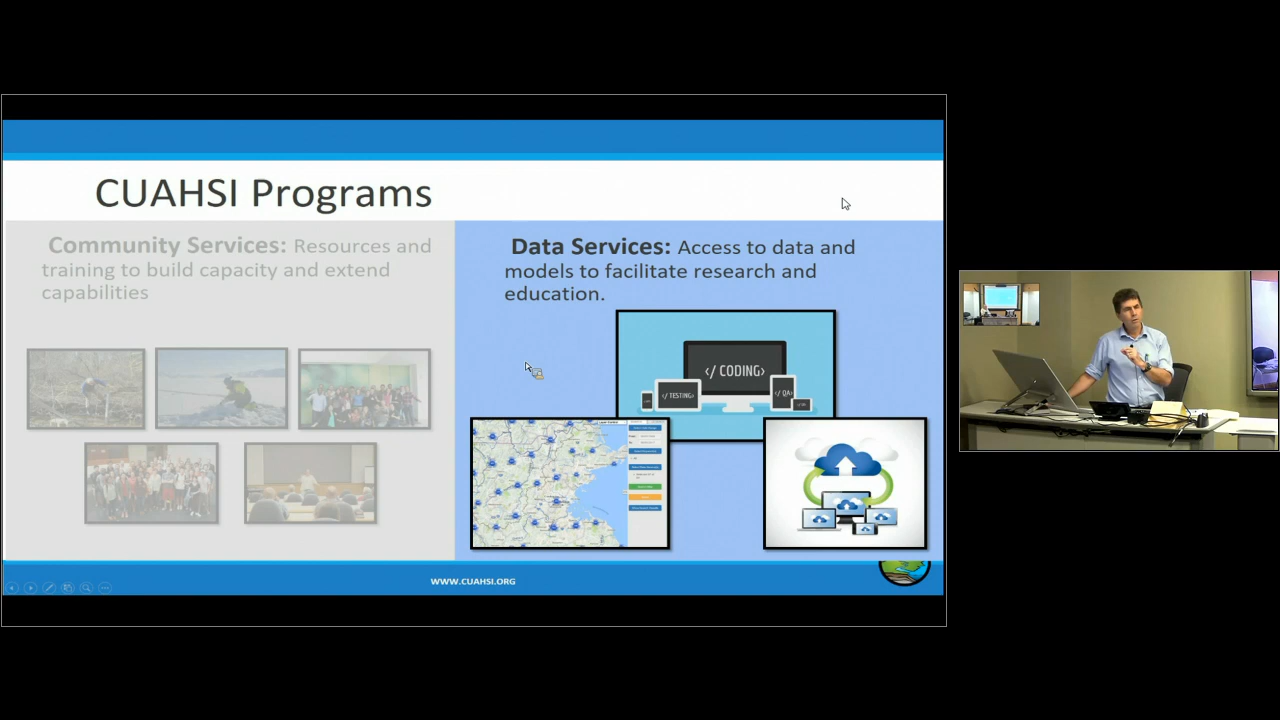 CUAHSI Programs
Community Services: Resources and
training to build capacity and extend
capabilities
Data Services: Access to data and
models to facilitate research and
education.
</ CODING>
</ TESTING>
</ QA>
WWW.CUAHSI.ORG